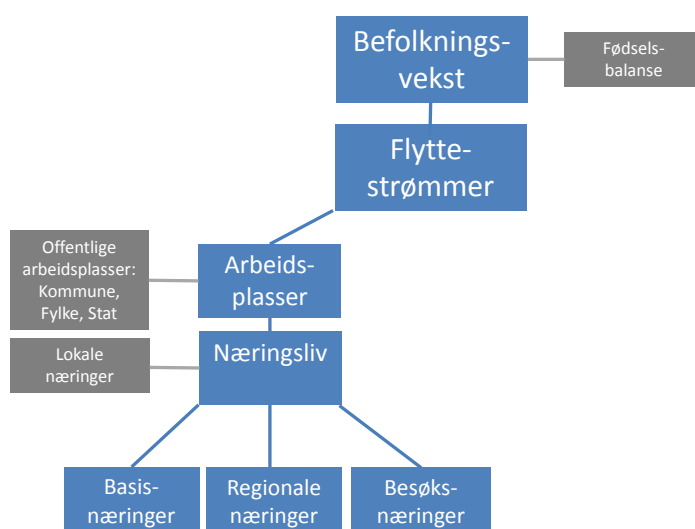 Befolknings-
vekst
Fødsels-
balanse
Flytte-
strømmer
Offentlige
arbeidsplasser:
Kommune,
Fylke, Stat
Arbeids-
plasser
Lokale
næringer
Næringsliv
Basis-
næringer
Regionale
næringer
Besøks-
næringer